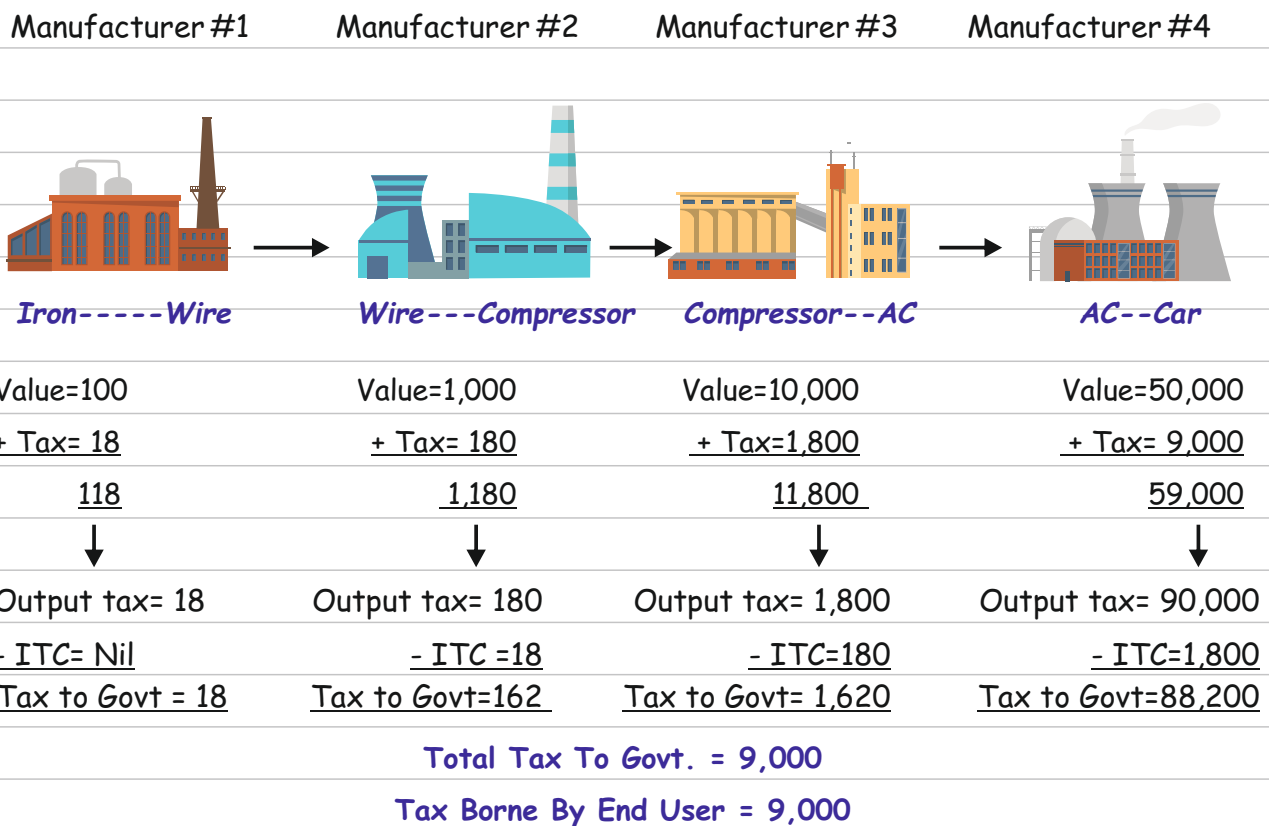 Manufacturer #1 Manufacturer #2 Manufacturer #3 Manufacturer #4
Iron-----Wire Wire---Compressor Compressor--AC AC--Car
Value=100 Value=1,000 Value=10,000 Value=50,000
+ Tax= 18 + Tax= 180 + Tax=1,800 + Tax= 9,000
118 1,180 11,800 59,000
Output tax= 18 Output tax= 180 Output tax= 1,800 Output tax= 90,000
- ITC= Nil - ITC =18 - ITC=180 - ITC=1,800
Tax to Govt = 18 Tax to Govt=162 Tax to Govt= 1,620 Tax to Govt=88,200
Total Tax To Govt. = 9,000
Tax Borne By End User = 9,000